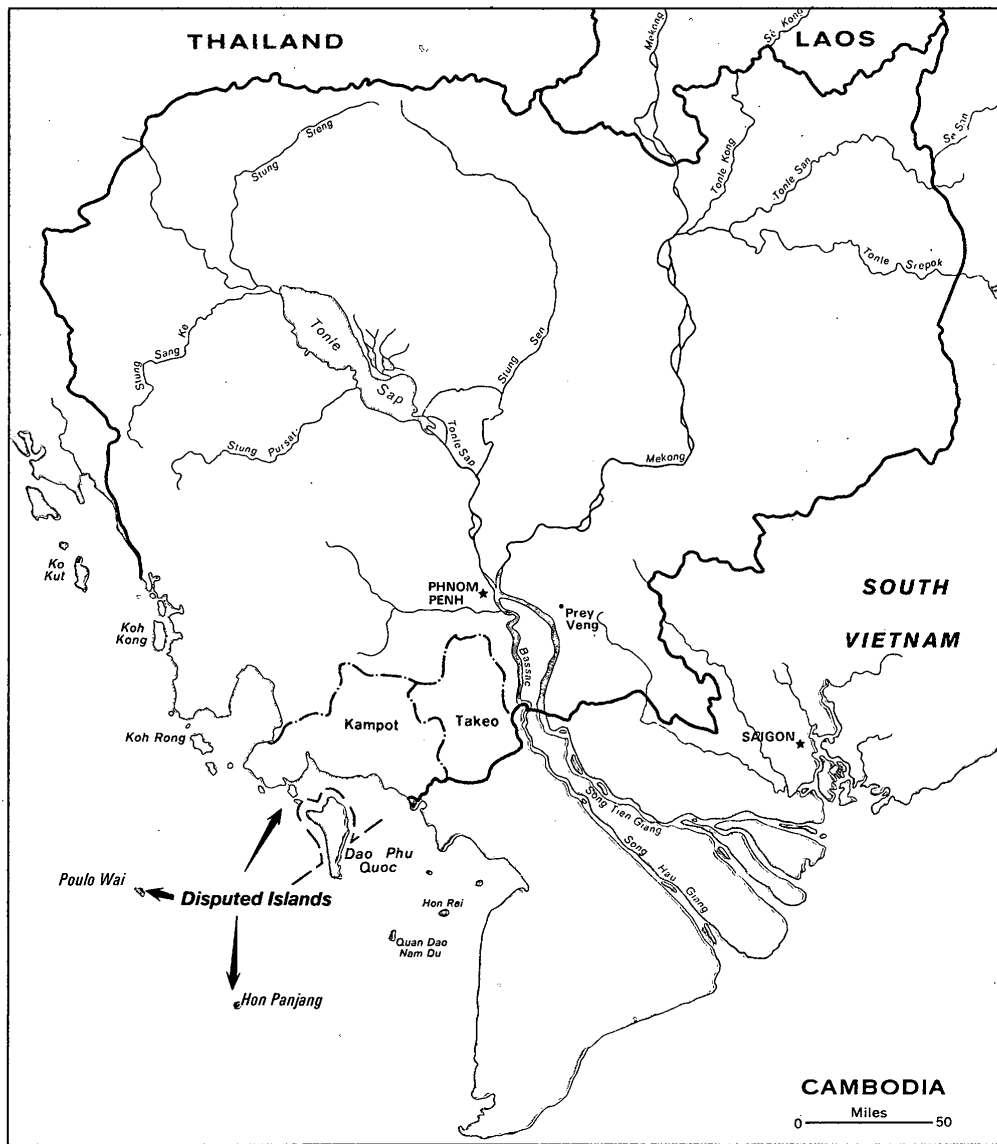 THAILAND
LAOS
Mekong
Se Kong
Se San
Stung Sreng
Tonle Kong
Tonle San
Tonle Srepok
Tonle
Sap
Stung Sang Ke
Stung Sen
Stung Pursat
Tonle Sap
Mekong
Ko
Kut
PHNOM
PENH
Prey
Veng
SOUTH
VIETNAM
Koh
Kong
Bassac
Kampot
Takeo
Koh Rong
SAIGON
Song Tien Giang
Song Hau Giang
Dao Phu
Quoc
Poulo Wai
Disputed Islands
Hon Rai
Quan Dao
Nam Du
Hon Panjang
CAMBODIA
Miles
0 50